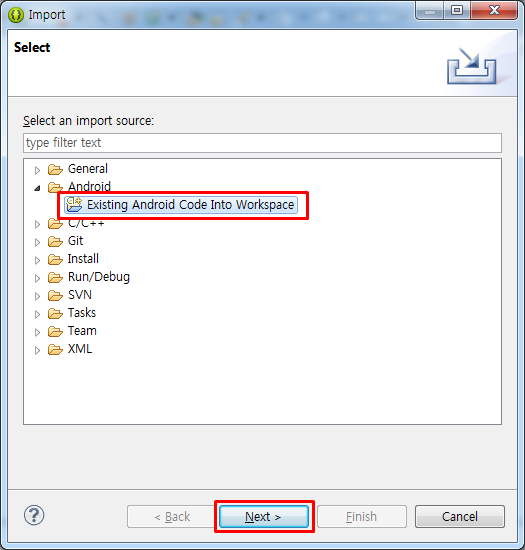 Import
Select
Select an import source:
type filter text
General
Android
Existing Android Code Into Workspace
C/C++
Git
Install
Run/Debug
SVN
Tasks
Team
XML
?
< Back
Next >
Finish
Cancel